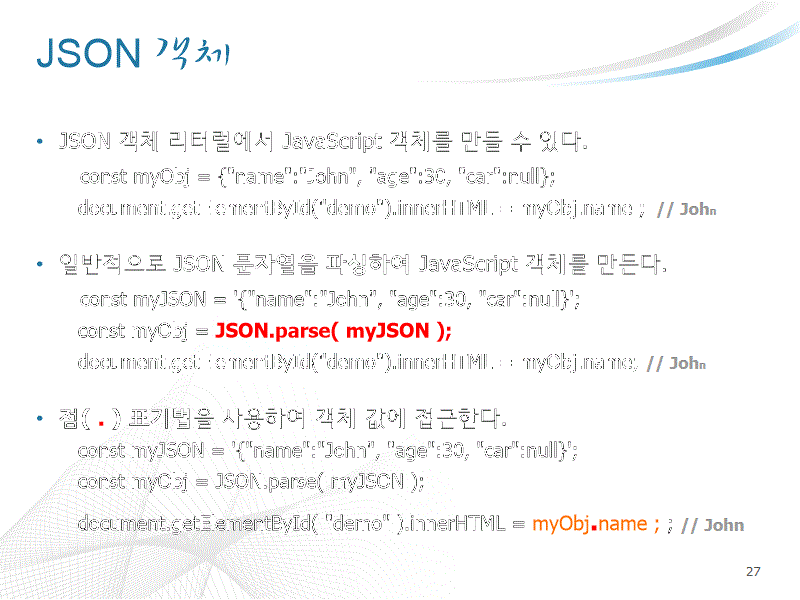 JSON 객체
• JSON 객체 리터럴에서 JavaScript 객체를 만들 수 있다.
const myObj = {"name":"John", "age":30, "car":null};
document.getElementById("demo").innerHTML = myObj.name ; // John
• 일반적으로 JSON 문자열을 파싱하여 JavaScript 객체를 만든다.
const myJSON = '{"name":"John", "age":30, "car":null}';
const myObj = JSON.parse( myJSON );
document.getElementById("demo").innerHTML = myObj.name; // John
• 점( . ) 표기법을 사용하여 객체 값에 접근한다.
const myJSON = '{"name":"John", "age":30, "car":null}';
const myObj = JSON.parse( myJSON );
document.getElementById( "demo" ).innerHTML = myObj.name ; ; // John
27